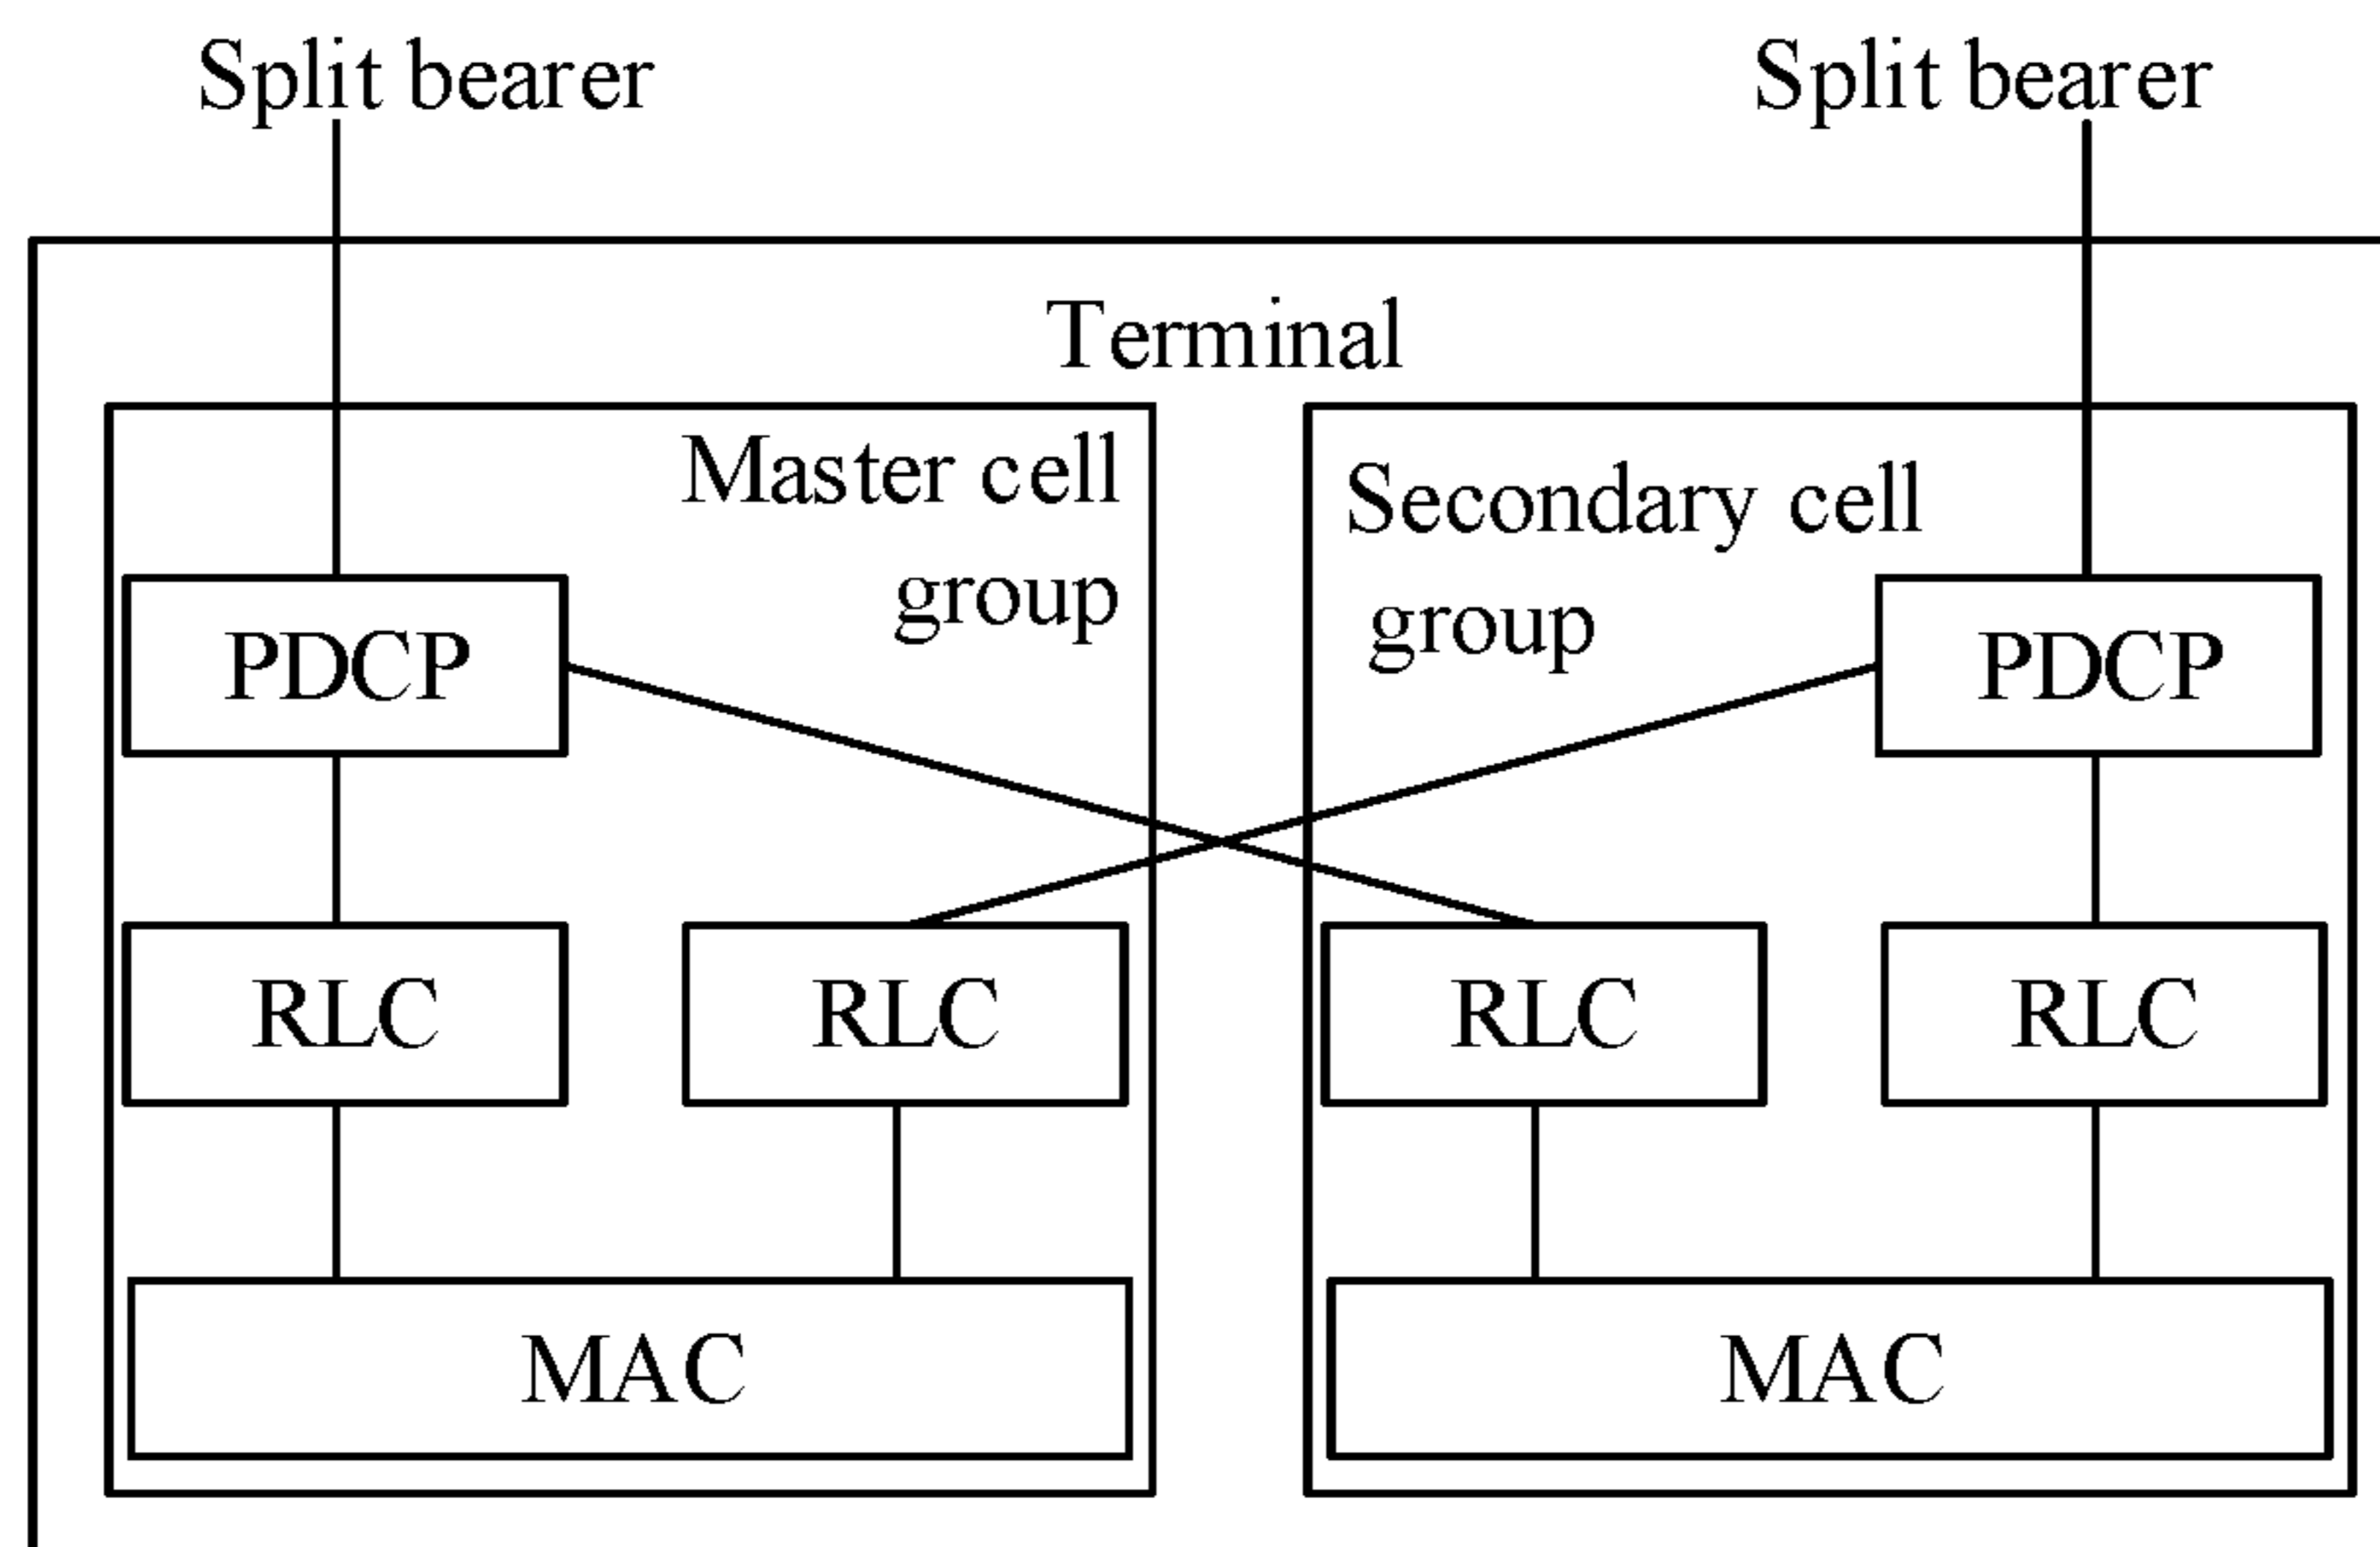 Split bearer
Split bearer
Terminal
Master cell
group
Secondary cell
group
PDCP
PDCP
RLC
RLC
RLC
RLC
MAC
MAC